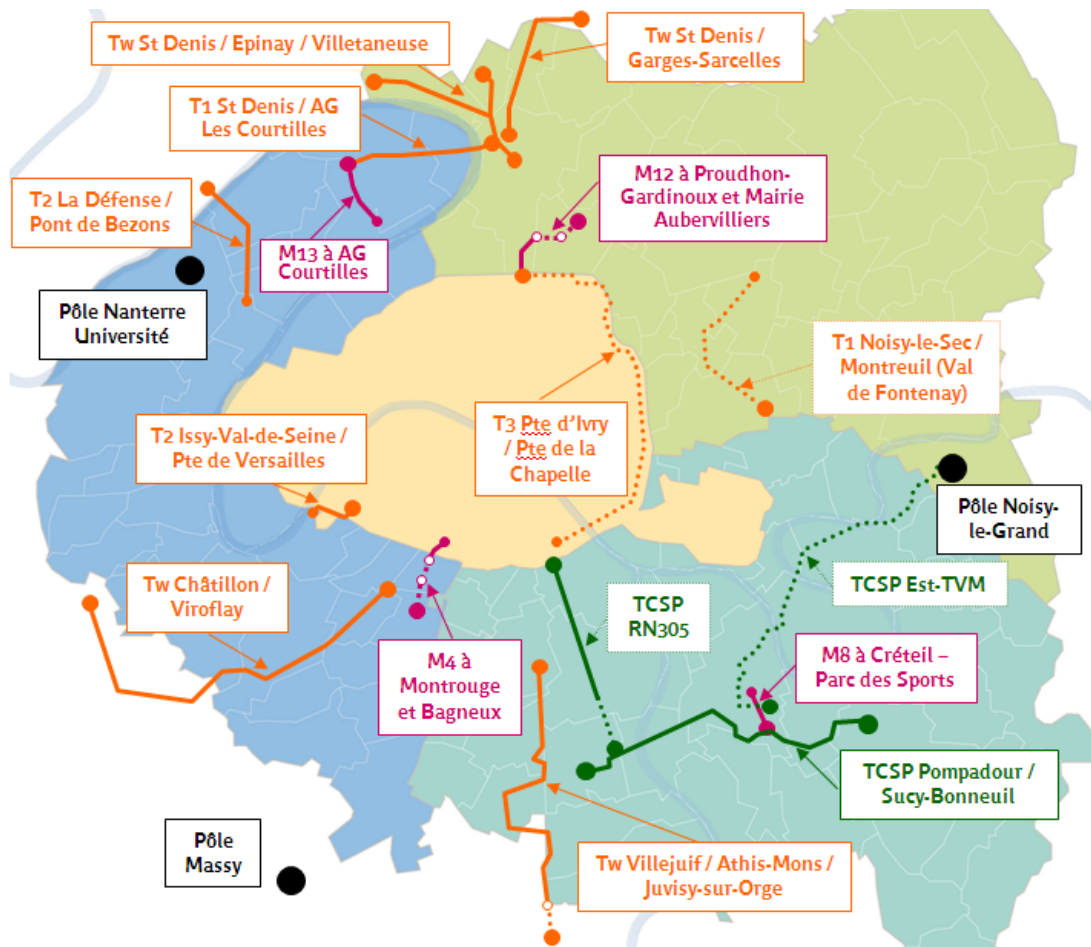 Tw St Denis / Epinay / Villetaneuse
Tw St Denis /
Garges-Sarcelles
T1 St Denis / AG
Les Courtilles
M12 à Proudhon-
Gardinoux et Mairie
Aubervilliers
T2 La Défense /
Pont de Bezons
M13 à AG
Courtilles
Pôle Nanterre
Université
T1 Noisy-le-Sec /
Montreuil (Val
de Fontenay)
T2 Issy-Val-de-Seine /
Pte de Versailles
T3 Pte d'Ivry
/ Pte de la
Chapelle
Pôle Noisy-
le-Grand
Tw Châtillon /
Viroflay
TCSP
RN305
TCSP Est-TVM
M4 à
Montrouge
et Bagneux
M8 à Créteil –
Parc des Sports
TCSP Pompadour /
Sucy-Bonneuil
Pôle
Massy
Tw Villejuif / Athis-Mons /
Juvisy-sur-Orge